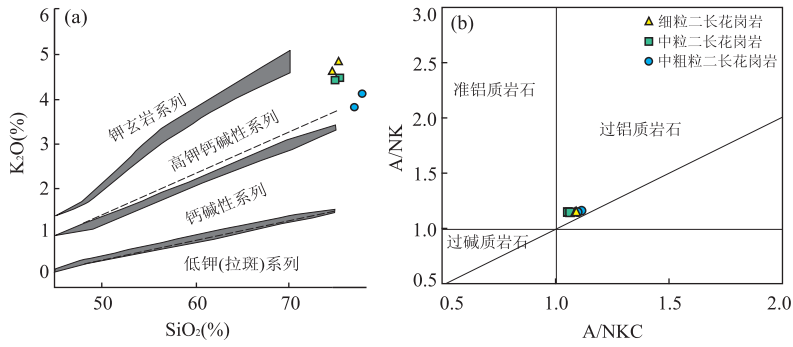 (a)
6
5
4
3
2
1
0
K₂O(%)
钾玄岩系列
高钾钙碱性系列
钙碱性系列
低钾(拉斑)系列
50
60
70
SiO₂(%)
(b)
3.0
2.5
2.0
1.5
1.0
0.5
A/NK
细粒二长花岗岩
中粒二长花岗岩
中粗粒二长花岗岩
准铝质岩石
过铝质岩石
过碱质岩石
0.5
1.0
1.5
2.0
A/NKC